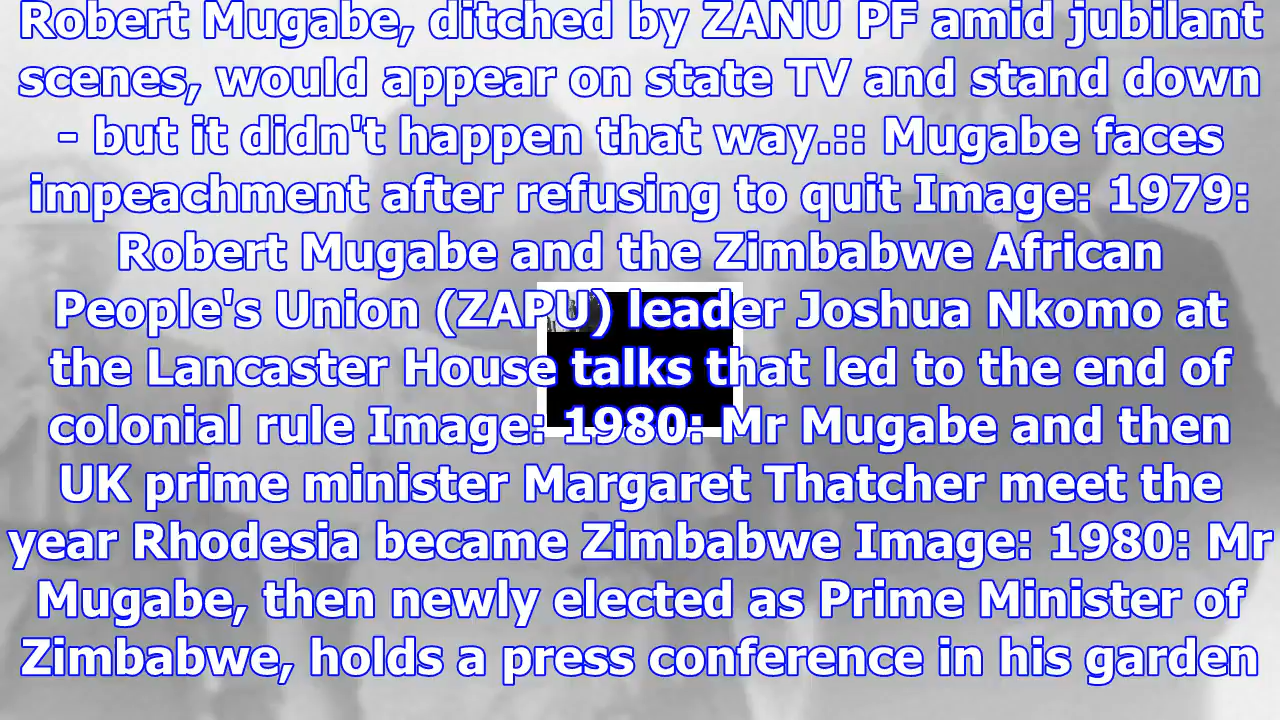 Robert Mugabe, ditched by ZANU PF amid jubilant
scenes, would appear on state TV and stand down
- but it didn't happen that way.:: Mugabe faces
impeachment after refusing to quit Image: 1979:
Robert Mugabe and the Zimbabwe African
People's Union (ZAPU) leader Joshua Nkomo at
the Lancaster House talks that led to the end of
colonial rule Image: 1980: Mr Mugabe and then
UK prime minister Margaret Thatcher meet the
year Rhodesia became Zimbabwe Image: 1980: Mr
Mugabe, then newly elected as Prime Minister of
Zimbabwe, holds a press conference in his garden